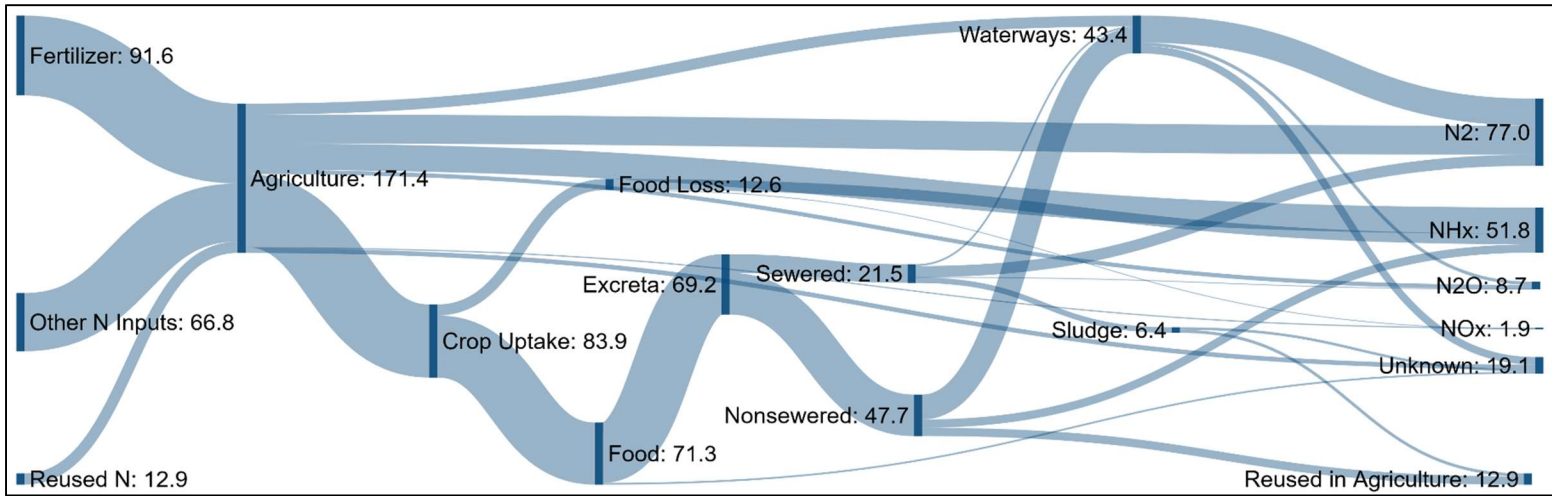 Fertilizer: 91.6
Other N Inputs: 66.8
Reused N: 12.9
Agriculture: 171.4
Crop Uptake: 83.9
Food Loss: 12.6
Food: 71.3
Excreta: 69.2
Sewered: 21.5
Nonsewered: 47.7
Waterways: 43.4
Sludge: 6.4
N2: 77.0
NHx: 51.8
N2O: 8.7
NOx: 1.9
Unknown: 19.1
Reused in Agriculture: 12.9